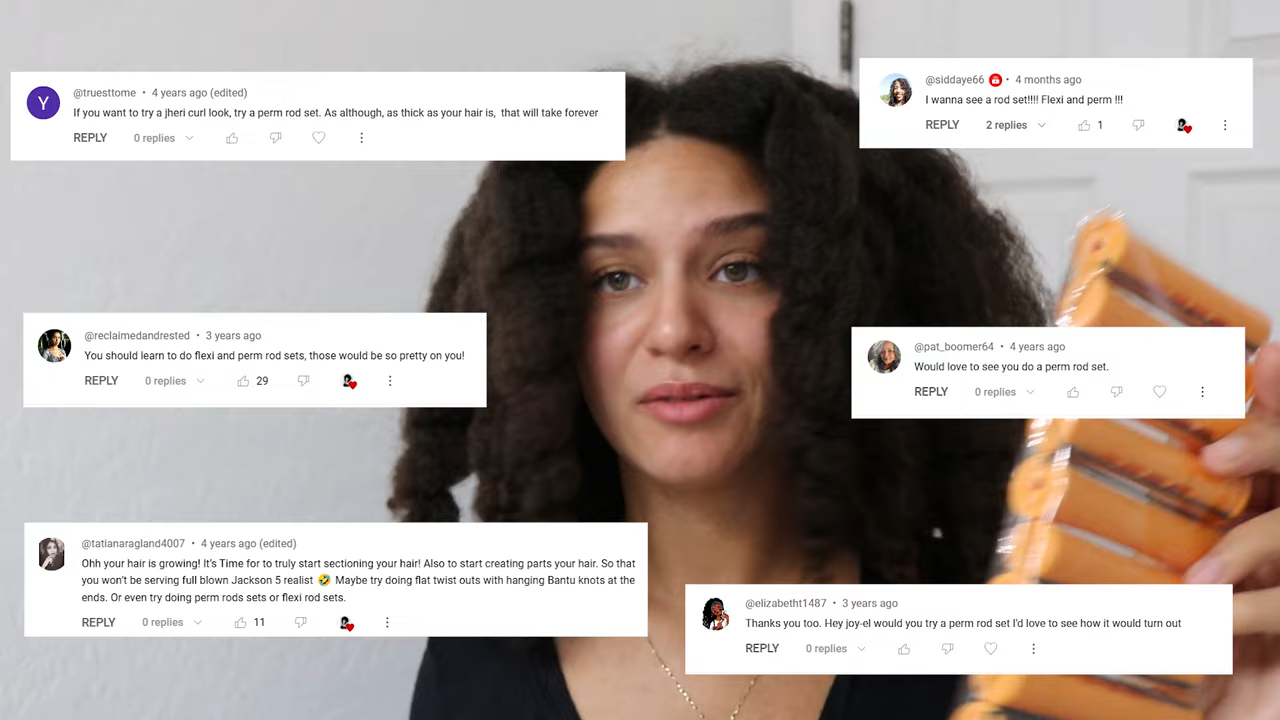 Y
@truesttome • 4 years ago (edited)
If you want to try a jheri curl look, try a perm rod set. As although, as thick as your hair is, that will take forever
REPLY 0 replies
@siddaye66 • 4 months ago
I wanna see a rod set!!!! Flexi and perm !!!
REPLY 2 replies 1
@reclaimedandrested • 3 years ago
You should learn to do flexi and perm rod sets, those would be so pretty on you!
REPLY 0 replies 29
@pat_boomer64 • 4 years ago
Would love to see you do a perm rod set.
REPLY 0 replies
@tatianaragland4007 • 4 years ago (edited)
Ohh your hair is growing! It's Time for to truly start sectioning your hair! Also to start creating parts your hair. So that
you won't be serving full blown Jackson 5 realist 🤣 Maybe try doing flat twist outs with hanging Bantu knots at the
ends. Or even try doing perm rods sets or flexi rod sets.
REPLY 0 replies 11
@elizabetht1487 • 3 years ago
Thanks you too. Hey joy-el would you try a perm rod set I'd love to see how it would turn out
REPLY 0 replies